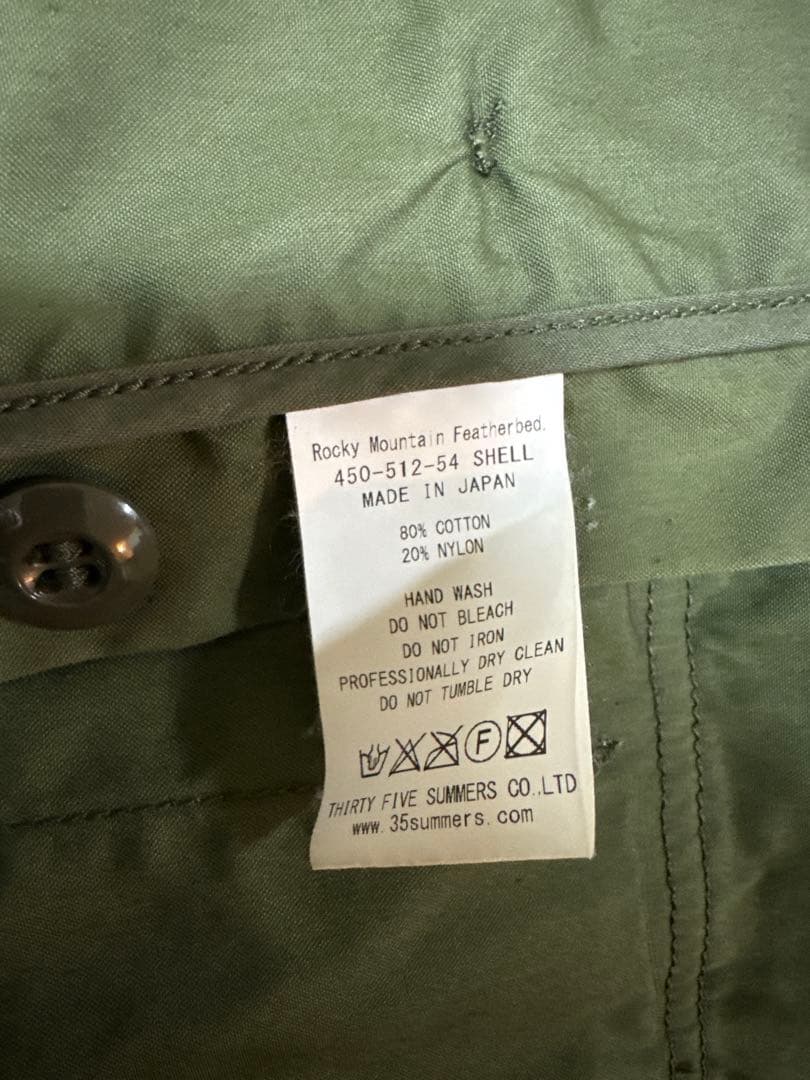 Rocky Mountain Featherbed.
450-512-54 SHELL
MADE IN JAPAN
80% COTTON
20% NYLON
HAND WASH
DO NOT BLEACH
DO NOT IRON
PROFESSIONALLY DRY CLEAN
DO NOT TUMBLE DRY
F
THIRTY FIVE SUMMERS CO.,LTD
www.35summers.com